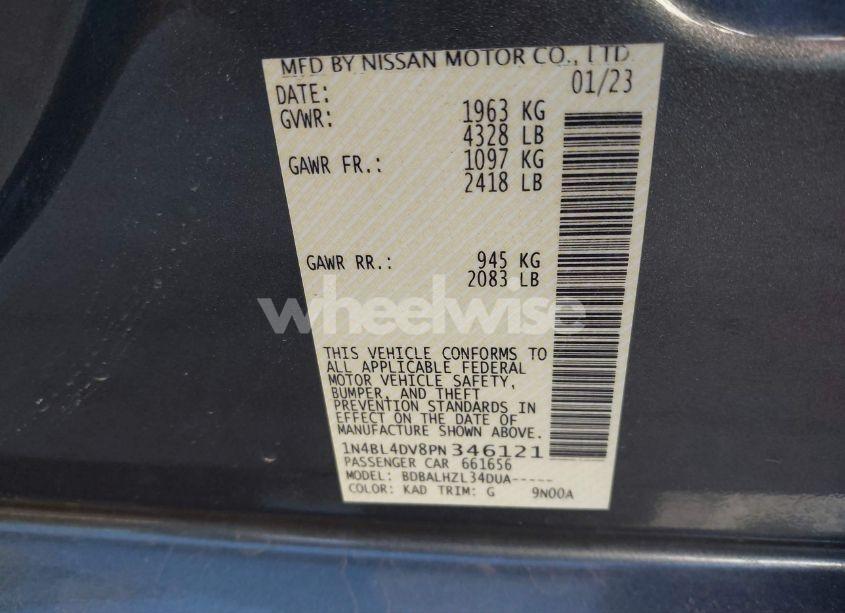 MFD BY NISSAN MOTOR CO., LTD.
DATE: 01/23
GVWR: 1963 KG
4328 LB
GAWR FR.: 1097 KG
2418 LB
GAWR RR.: 945 KG
2083 LB
wheelwise
THIS VEHICLE CONFORMS TO
ALL APPLICABLE FEDERAL
MOTOR VEHICLE SAFETY,
BUMPER, AND THEFT
PREVENTION STANDARDS IN
EFFECT ON THE DATE OF
MANUFACTURE SHOWN ABOVE.
1N4BL4DV8PN346121
PASSENGER CAR 661656
MODEL: BDBALHZL34DUA-----
COLOR: KAD TRIM: G 9N00A